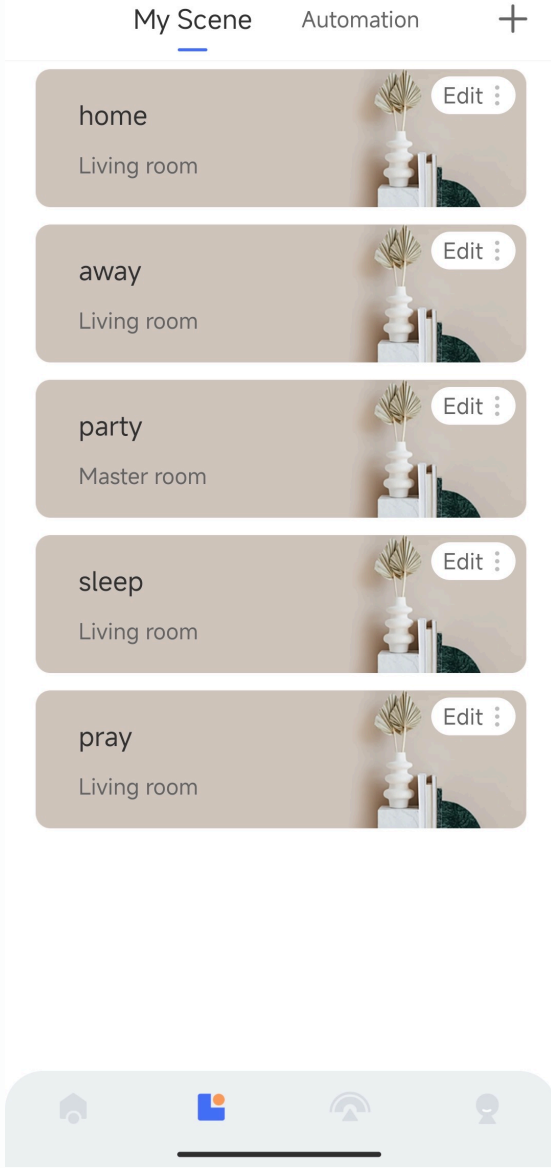 My Scene Automation
home
Edit
Living room
away
Edit
Living room
party
Edit
Master room
sleep
Edit
Living room
pray
Edit
Living room